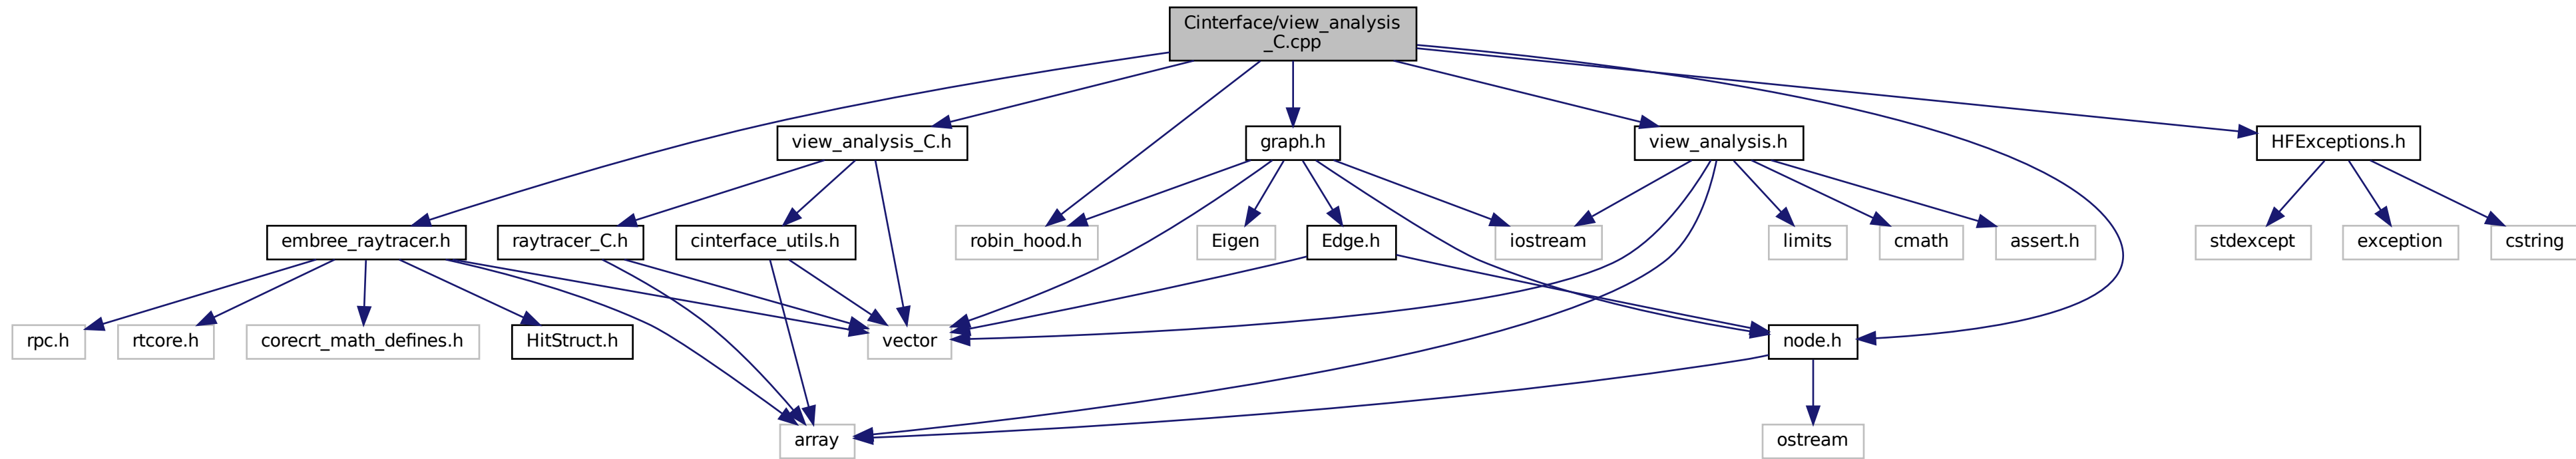 Cinterface/view_analysis
_C.cpp
view_analysis_C.h
graph.h
view_analysis.h
HFExceptions.h
embree_raytracer.h
raytracer_C.h
cinterface_utils.h
robin_hood.h
Eigen
Edge.h
iostream
limits
cmath
assert.h
stdexcept
exception
cstring
rpc.h
rtcore.h
corecrt_math_defines.h
HitStruct.h
vector
node.h
array
ostream